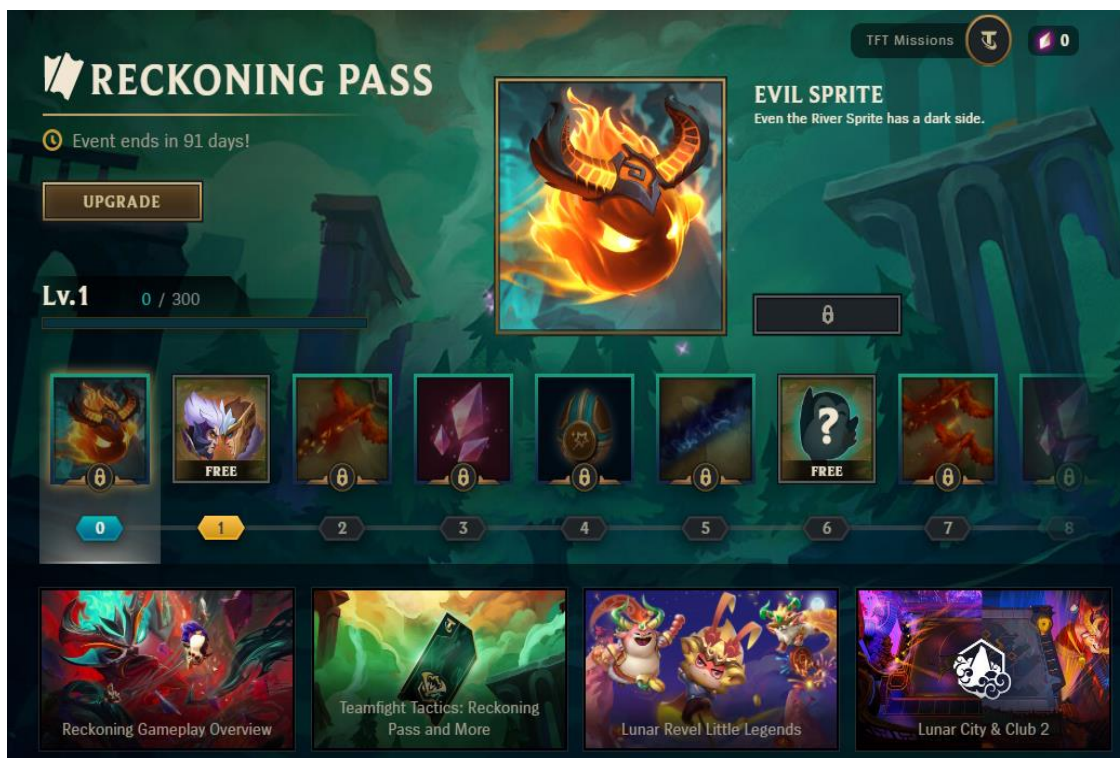 TFT Missions
0
RECKONING PASS
Event ends in 91 days!
UPGRADE
EVIL SPRITE
Even the River Sprite has a dark side.
Lv.1 0 / 300
FREE
FREE
?
0 1 2 3 4 5 6 7 8
Reckoning Gameplay Overview
Teamfight Tactics: Reckoning
Pass and More
Lunar Revel Little Legends
Lunar City & Club 2